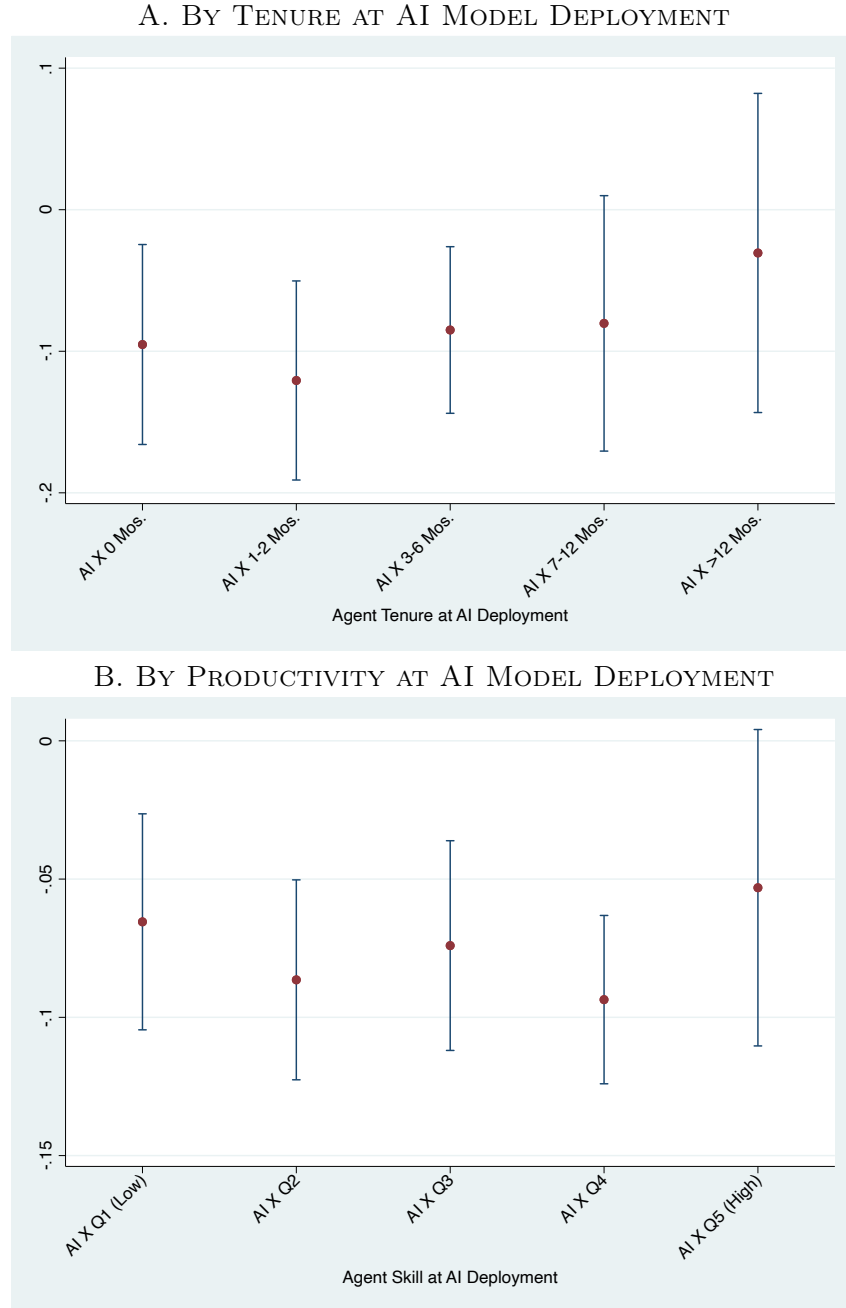 A. By Tenure at AI Model Deployment
.1
0
-.1
-.2
AI X 0 Mos.
AI X 1-2 Mos.
AI X 3-6 Mos.
AI X 7-12 Mos.
AI X >12 Mos.
Agent Tenure at AI Deployment
B. By Productivity at AI Model Deployment
0
-.05
-.1
-.15
AI X Q1 (Low)
AI X Q2
AI X Q3
AI X Q4
AI X Q5 (High)
Agent Skill at AI Deployment